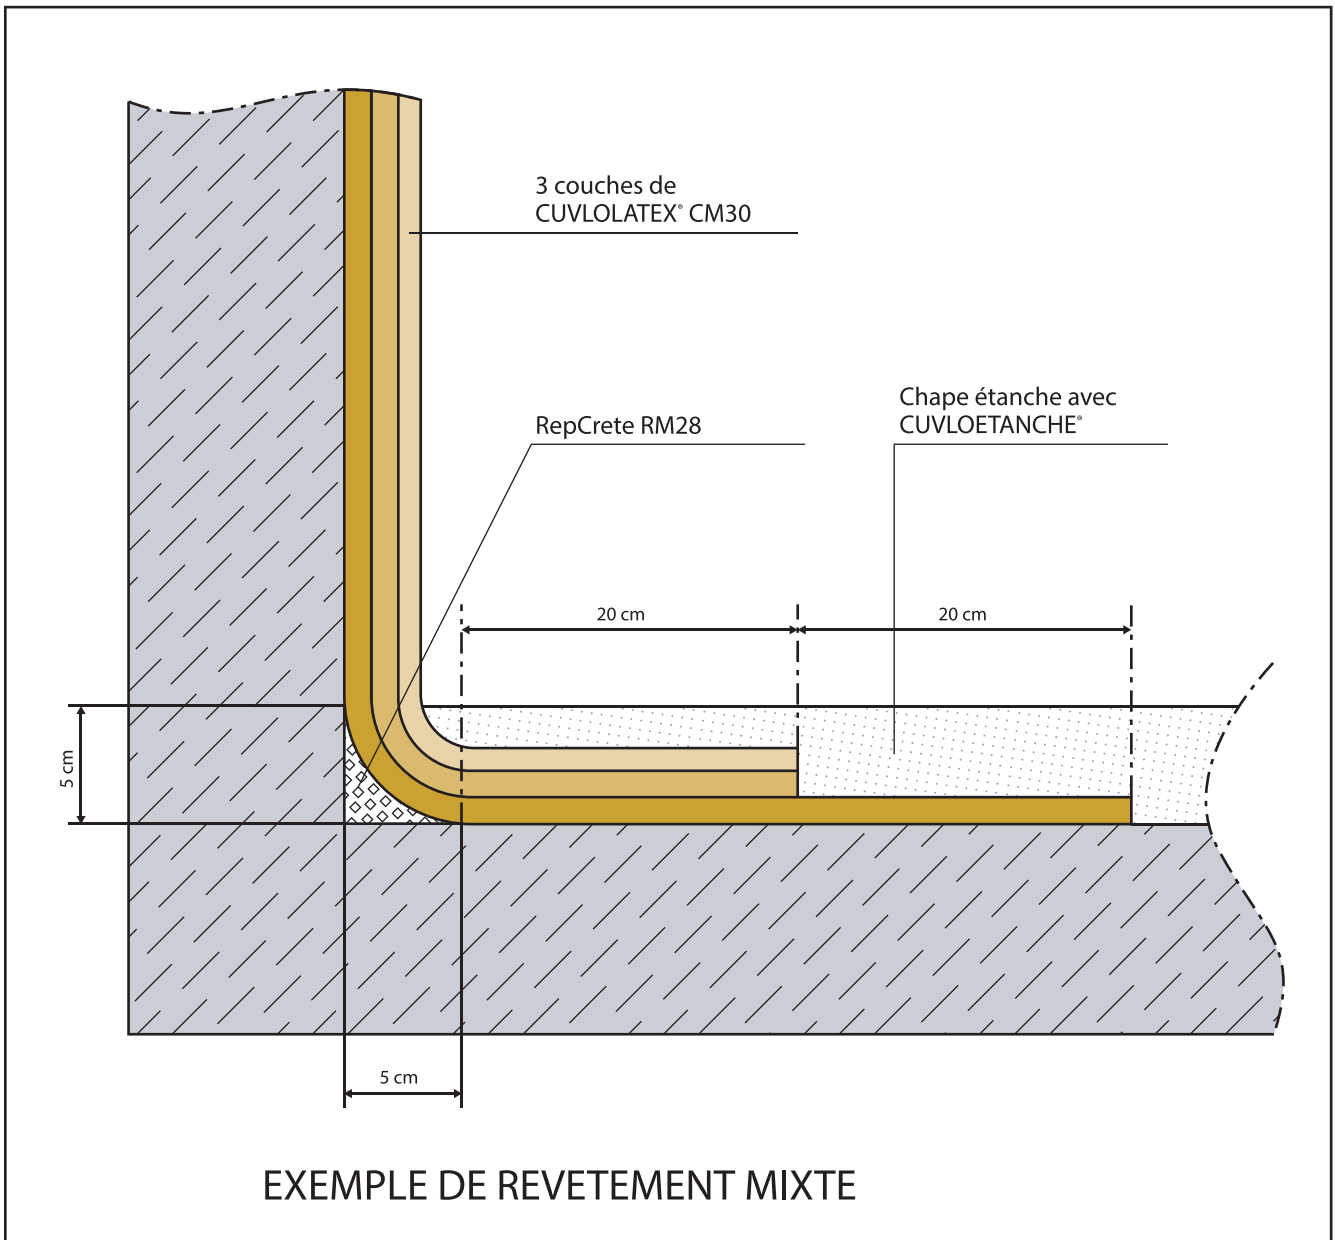 3 couches de
CUVLOLATEX® CM30
Chape étanche avec
CUVLOETANCHE®
RepCrete RM28
20 cm
20 cm
5 cm
5 cm
EXEMPLE DE REVETEMENT MIXTE